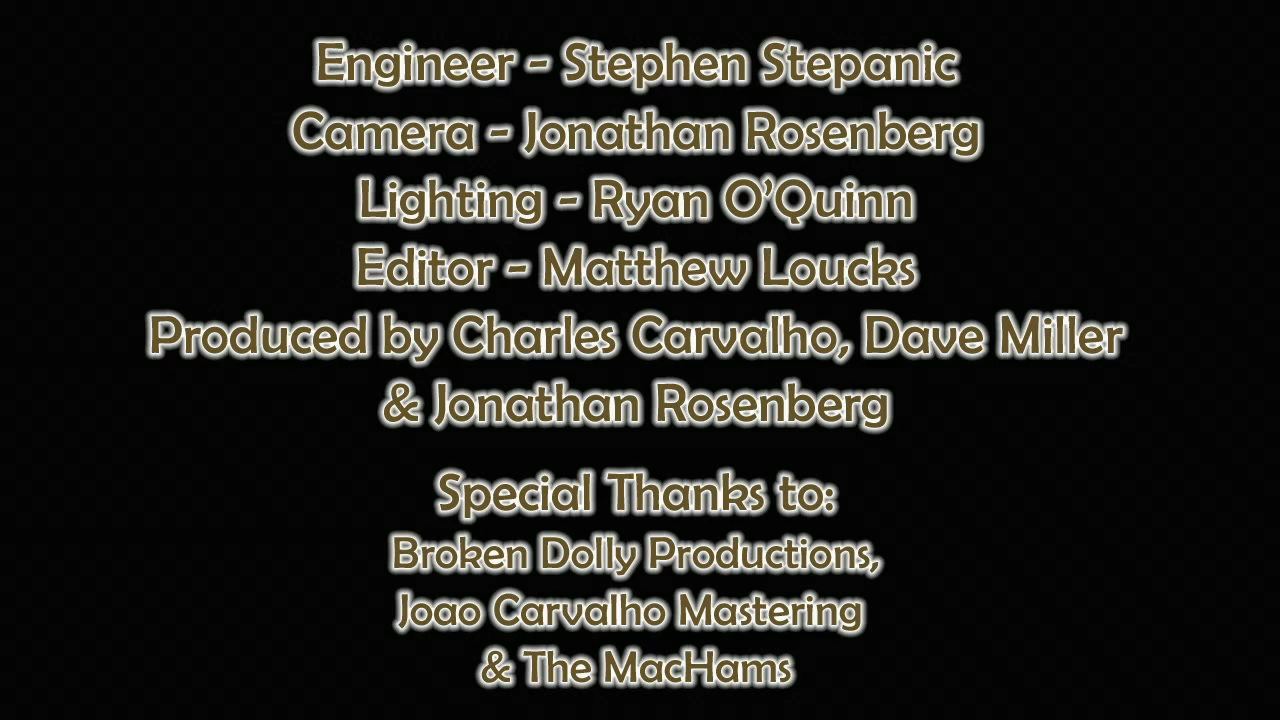 Engineer - Stephen Stepanic
Camera - Jonathan Rosenberg
Lighting - Ryan O’Quinn
Editor - Matthew Loucks
Produced by Charles Carvalho, Dave Miller
& Jonathan Rosenberg
Special Thanks to:
Broken Dolly Productions,
Joao Carvalho Mastering
& The MacHams